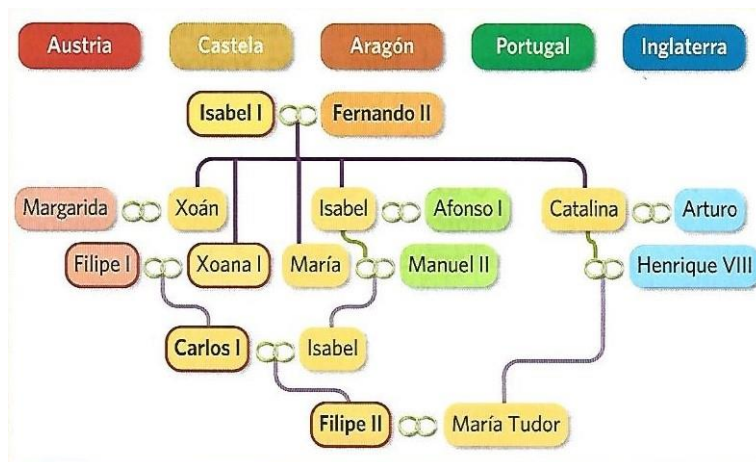 Austria Castela Aragón Portugal Inglaterra
Isabel I Fernando II
Margarida Xoán Isabel Afonso I Catalina Arturo
Filipe I Xoana I María Manuel II Henrique VIII
Carlos I Isabel
Filipe II María Tudor